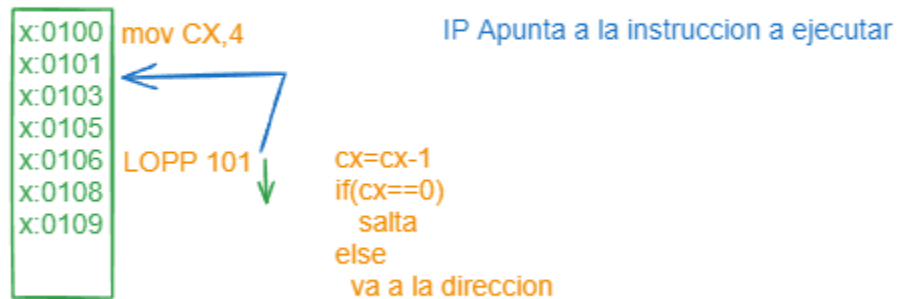 x:0100 mov CX,4 IP Apunta a la instruccion a ejecutar
x:0101
x:0103
x:0105
x:0106 LOPP 101 cx=cx-1
x:0108 if(cx==0)
x:0109 salta
else
va a la direccion